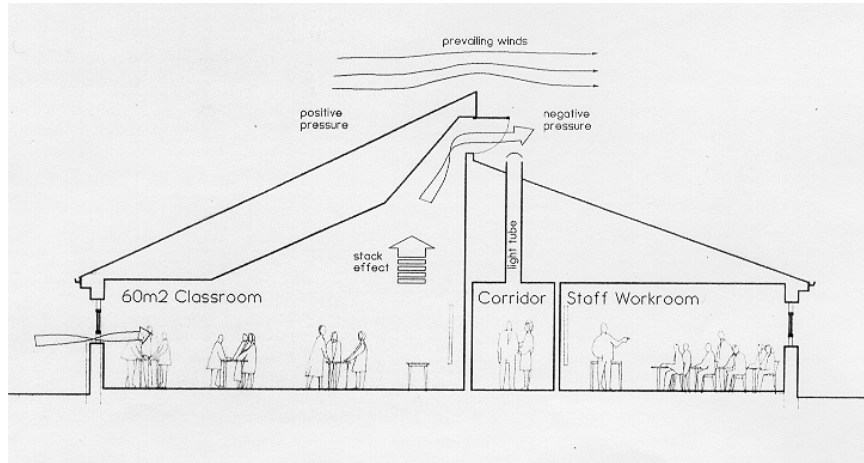 prevailing winds
positive
pressure
negative
pressure
stack
effect
light tube
60m2 Classroom
Corridor
Staff Workroom